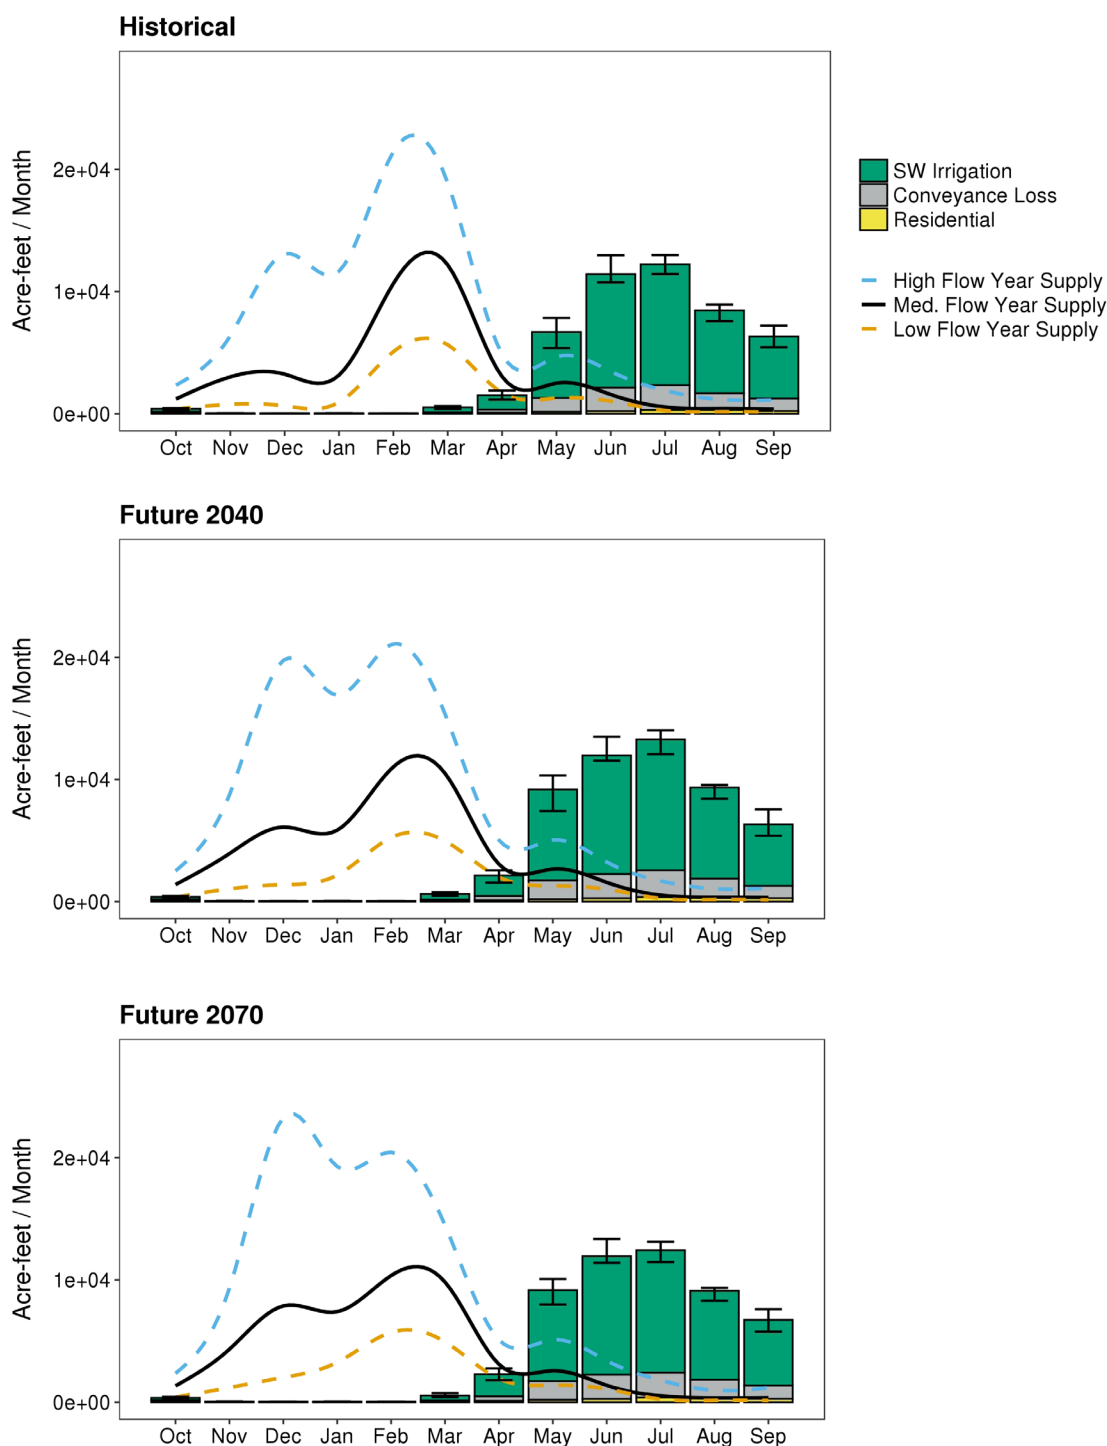 Historical
Acre-feet / Month
2e+04
1e+04
0e+00
Oct Nov Dec Jan Feb Mar Apr May Jun Jul Aug Sep
SW Irrigation
Conveyance Loss
Residential
High Flow Year Supply
Med. Flow Year Supply
Low Flow Year Supply
Future 2040
Acre-feet / Month
2e+04
1e+04
0e+00
Oct Nov Dec Jan Feb Mar Apr May Jun Jul Aug Sep
Future 2070
Acre-feet / Month
2e+04
1e+04
0e+00
Oct Nov Dec Jan Feb Mar Apr May Jun Jul Aug Sep